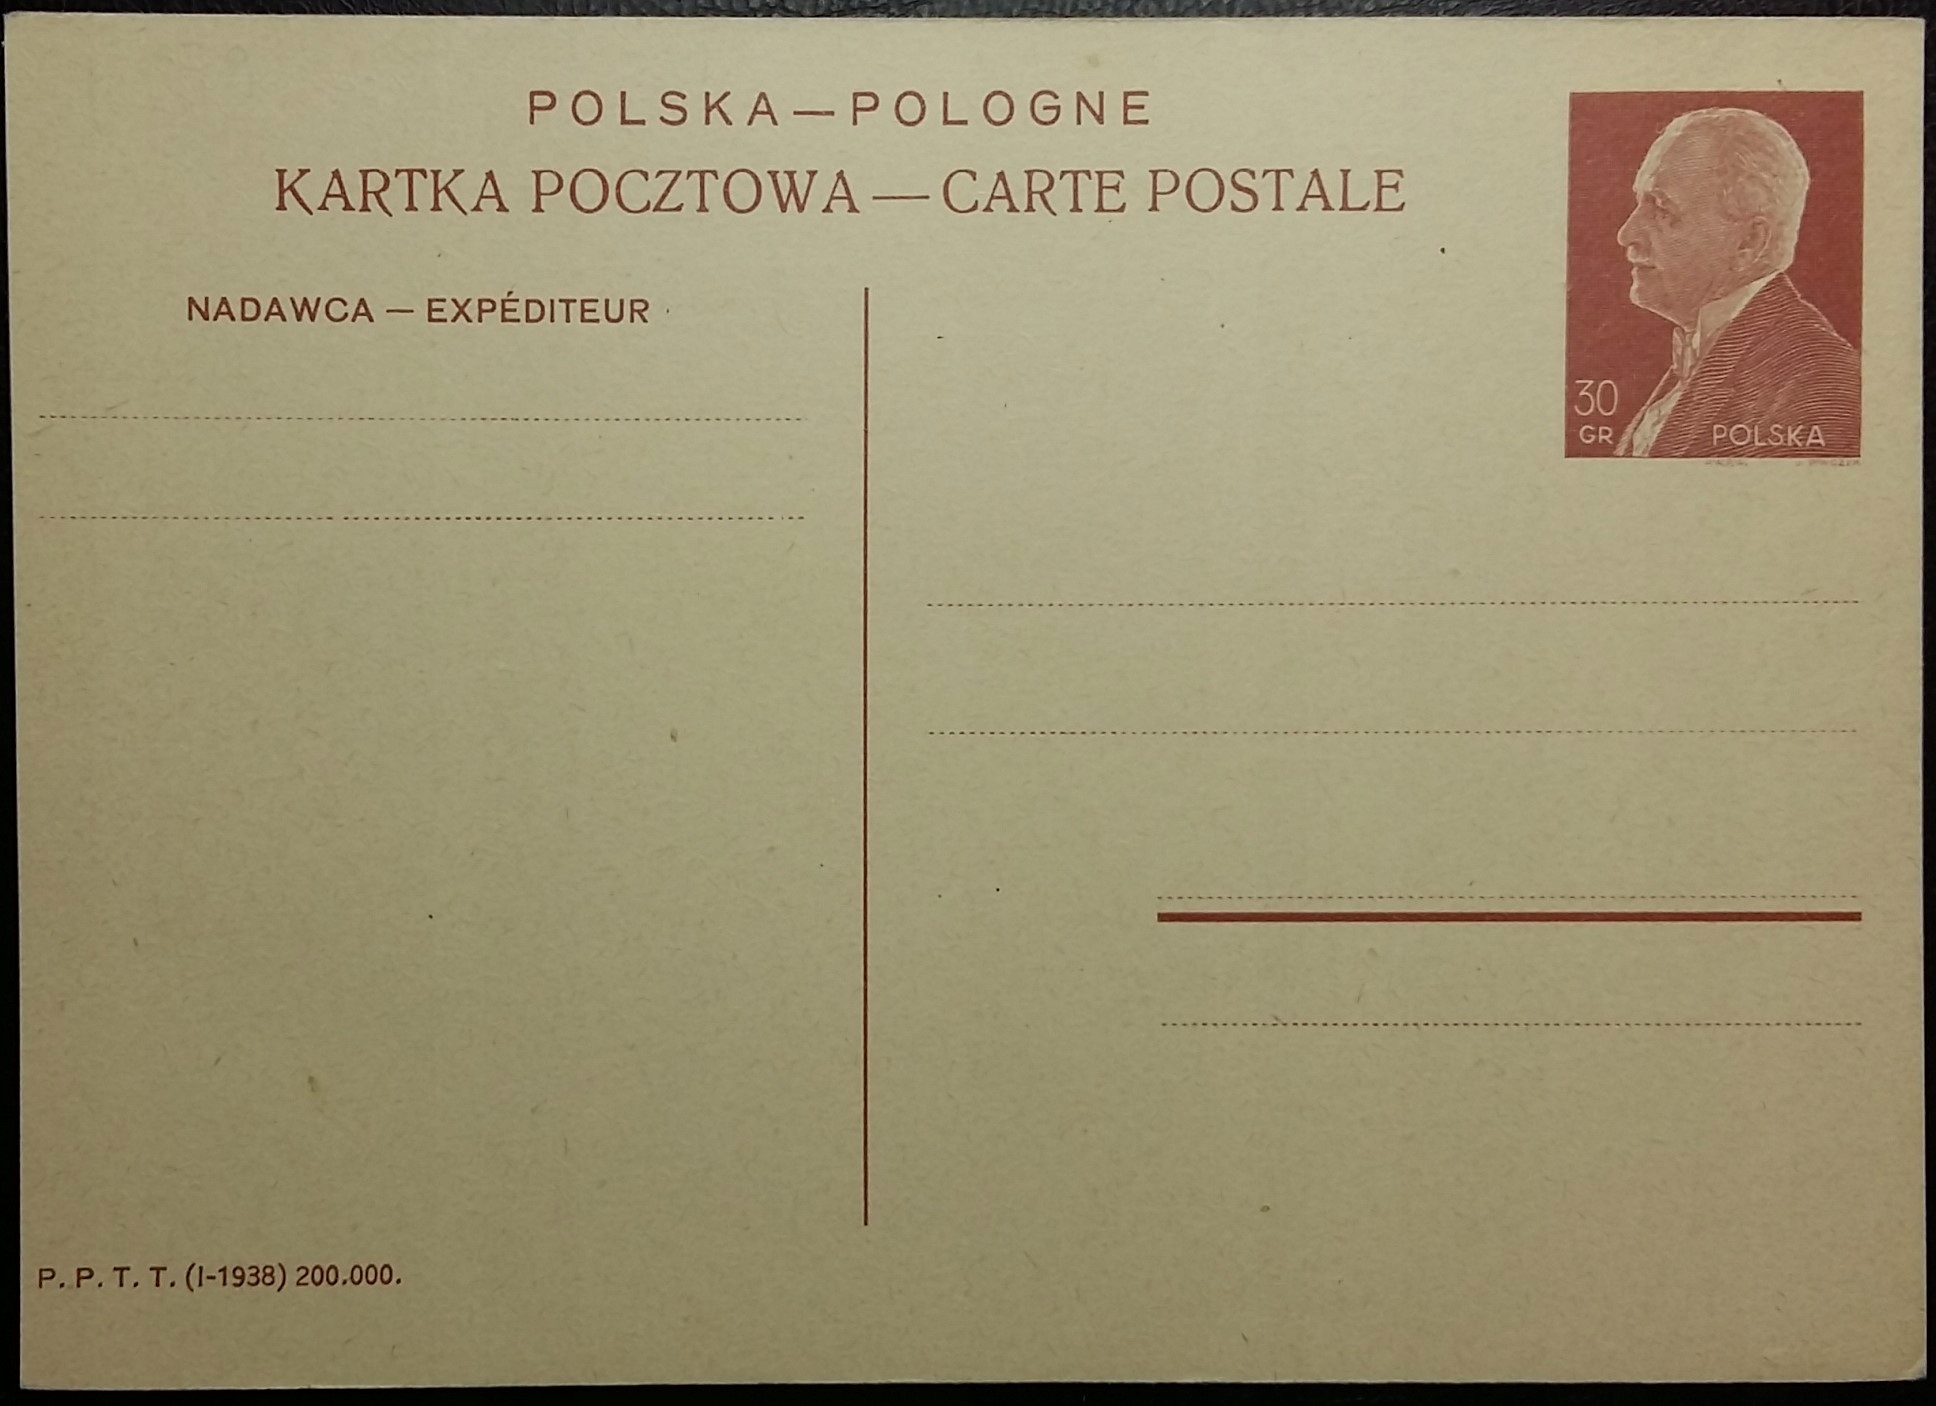 POLSKA—POLOGNE
KARTKA POCZTOWA—CARTE POSTALE
NADAWCA — EXPÉDITEUR
30
GR
POLSKA
P. P. T. T. (I-1938) 200.000.